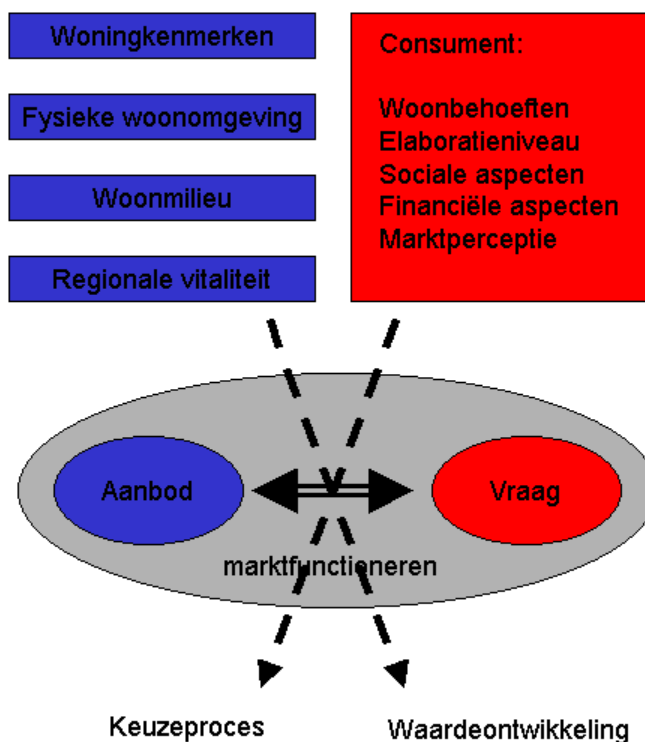 Woningkenmerken
Fysieke woonomgeving
Woonmilieu
Regionale vitaliteit
Consument:
Woonbehoeften
Elaboratieniveau
Sociale aspecten
Financiële aspecten
Marktperceptie
Aanbod
Vraag
marktfunctioneren
Keuzeproces
Waardeontwikkeling